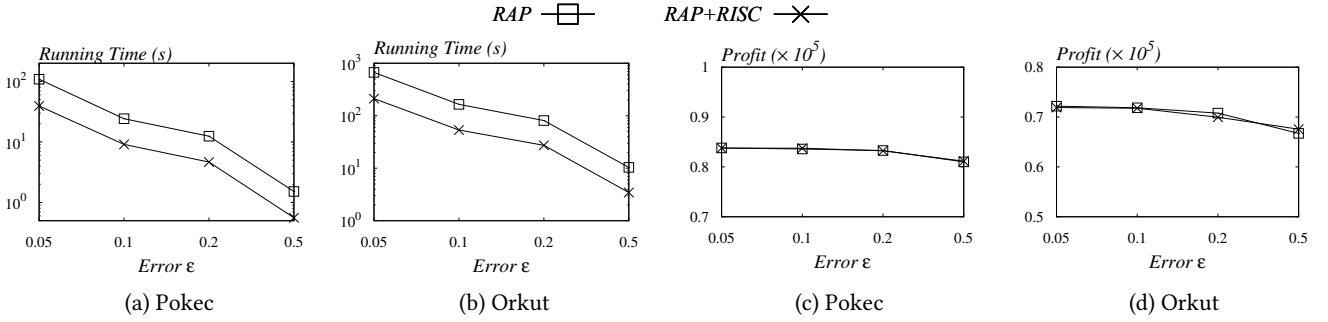 RAP RAP+RISC
Running Time (s)
10^2
10^1
10^0
0.05 0.1 0.2 0.5
Error ε
(a) Pokec
Running Time (s)
10^3
10^2
10^1
10^0
0.05 0.1 0.2 0.5
Error ε
(b) Orkut
Profit (× 10^5)
1
0.9
0.8
0.7
0.05 0.1 0.2 0.5
Error ε
(c) Pokec
Profit (× 10^5)
0.8
0.7
0.6
0.5
0.05 0.1 0.2 0.5
Error ε
(d) Orkut